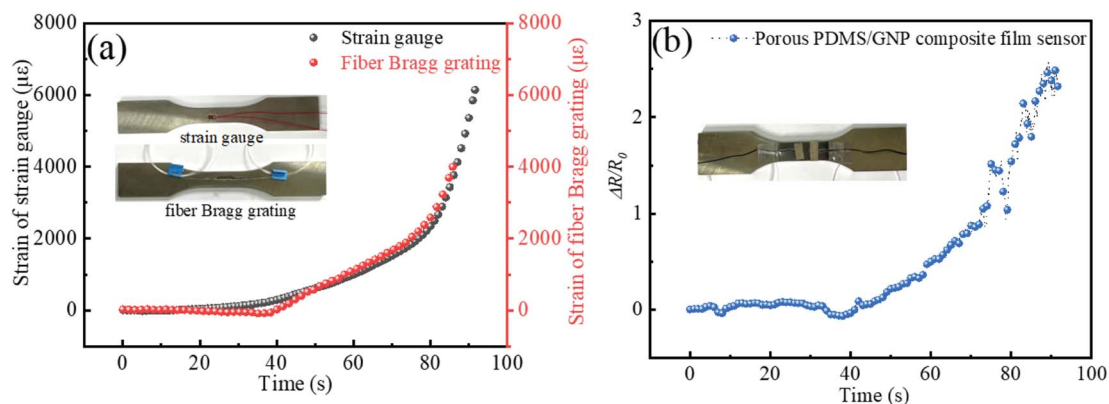 (a)
Strain gauge
Fiber Bragg grating
strain gauge
fiber Bragg grating
Strain of strain gauge (με)
8000
6000
4000
2000
0
Strain of fiber Bragg grating (με)
8000
6000
4000
2000
0
0 20 40 60 80 100
Time (s)
(b)
Porous PDMS/GNP composite film sensor
ΔR/R0
3
2
1
0
0 20 40 60 80 100
Time (s)